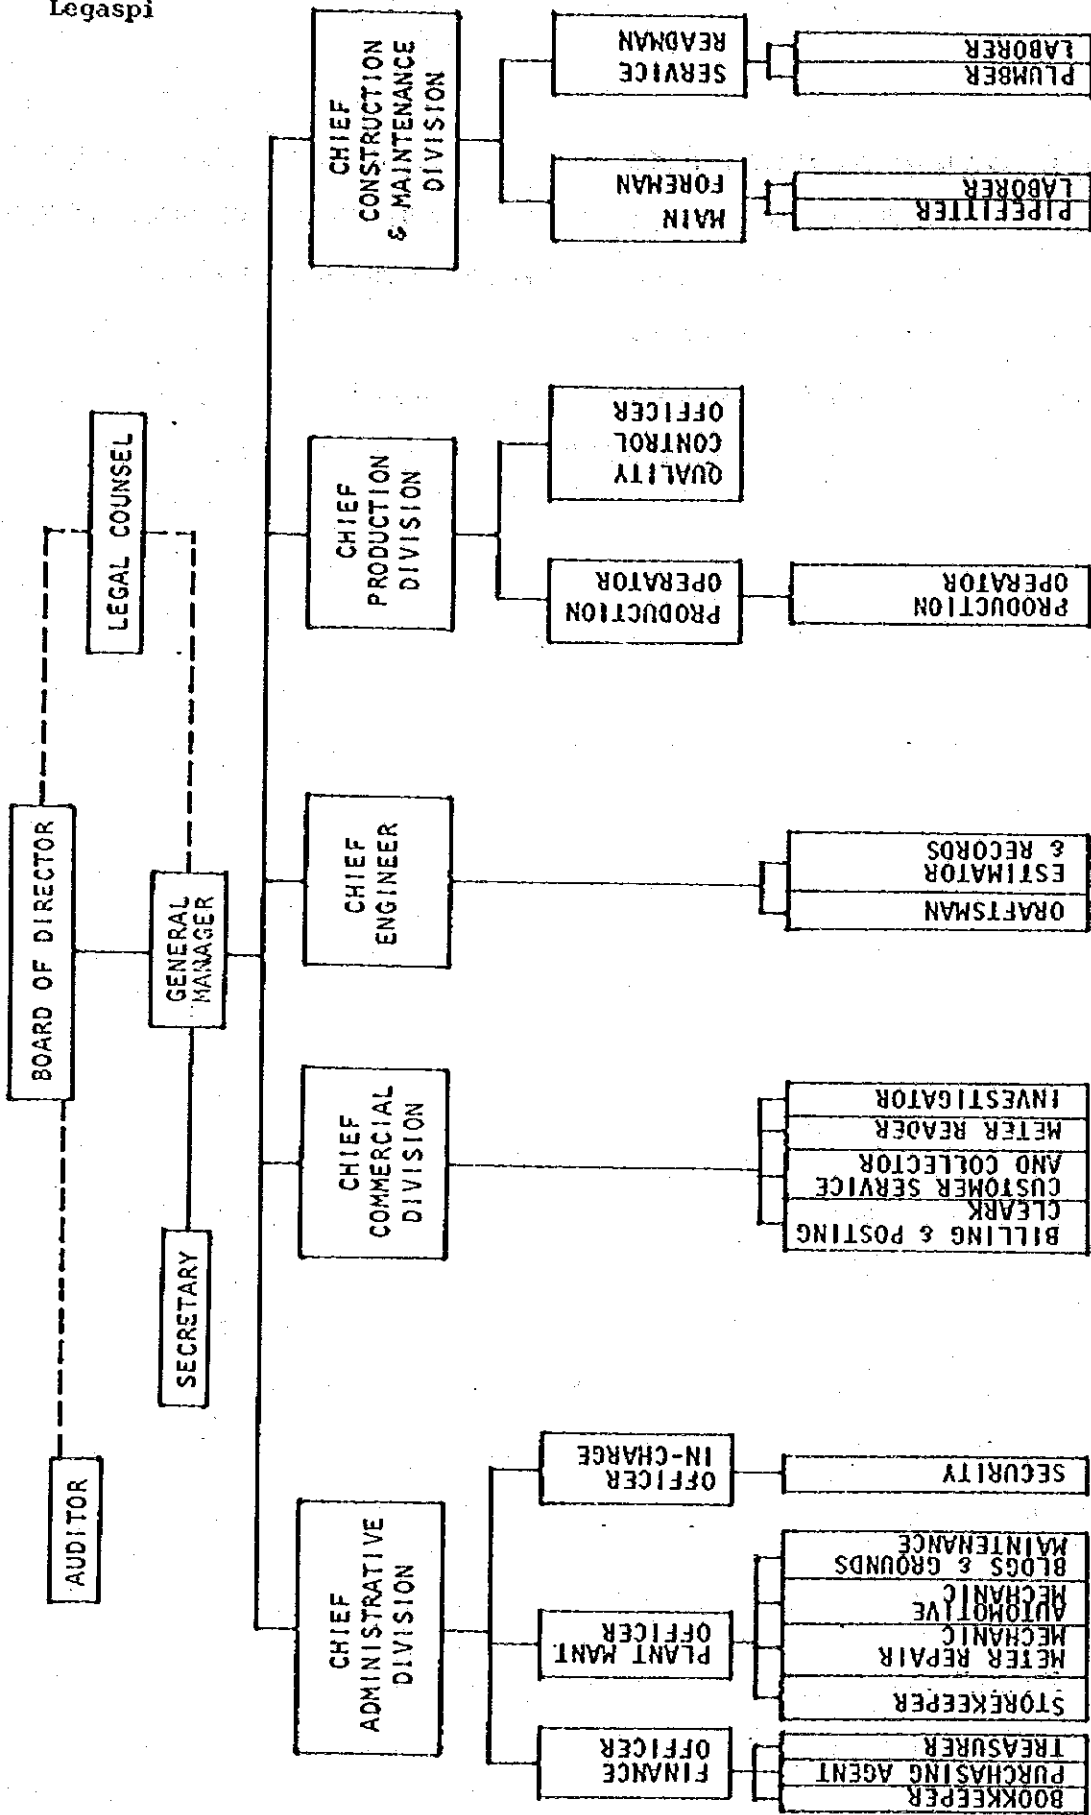 Legaspi
BOARD OF DIRECTOR
AUDITOR
LEGAL COUNSEL
GENERAL
MANAGER
SECRETARY
CHIEF
ADMINISTRATIVE
DIVISION
CHIEF
COMMERCIAL
DIVISION
CHIEF
ENGINEER
CHIEF
PRODUCTION
DIVISION
CHIEF
CONSTRUCTION
& MAINTENANCE
DIVISION
FINANCE
OFFICER
PLANT MANT.
OFFICER
OFFICER
IN-CHARGE
PRODUCTION
OPERATOR
QUALITY
CONTROL
OFFICER
MAIN
FOREMAN
SERVICE
READMAN
BOOKKEEPER
PURCHASING AGENT
TREASURER
STOREKEEPER
METER REPAIR
MECHANIC
AUTOMOTIVE
MECHANIC
BLOGS & GROUNDS
MAINTENANCE
SECURITY
BILLING & POSTING
CLEARK
CUSTOMER SERVICE
AND COLLECTOR
METER READER
INVESTIGATOR
DRAFTSMAN
ESTIMATOR
& RECORDS
PRODUCTION
OPERATOR
PIPEFITTER
LABORER
PLUMBER
LABORER